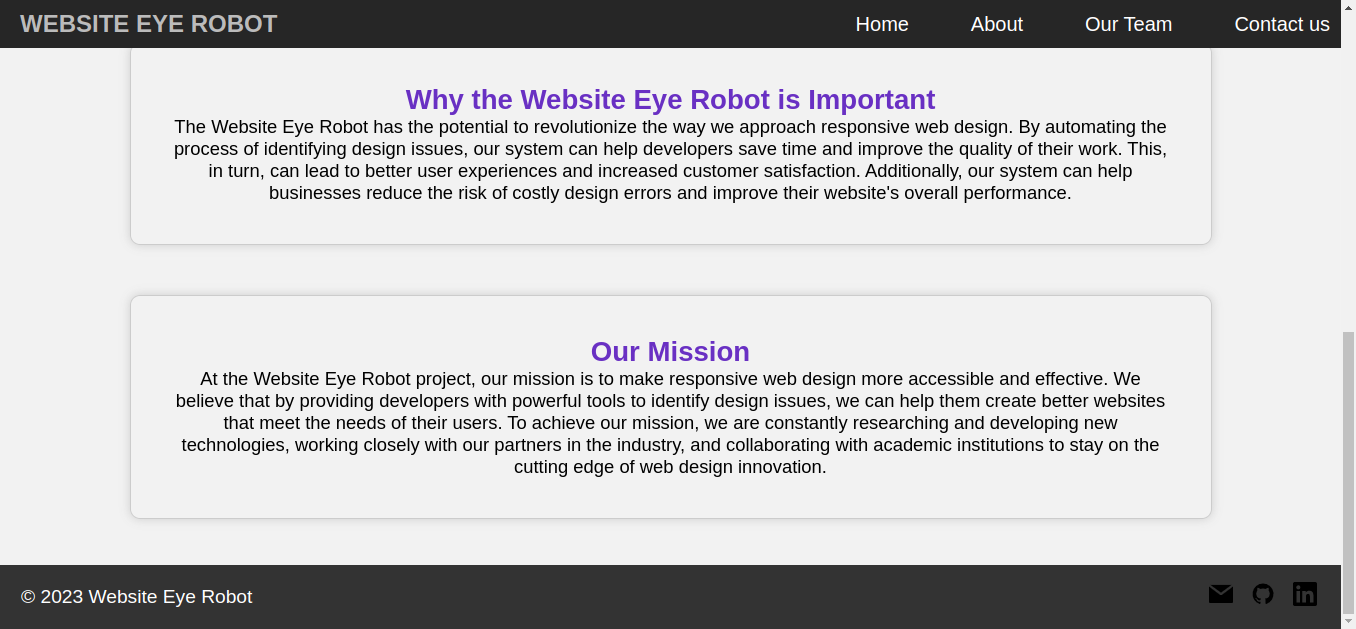 WEBSITE EYE ROBOT
Home
About
Our Team
Contact us
Why the Website Eye Robot is Important
The Website Eye Robot has the potential to revolutionize the way we approach responsive web design. By automating the
process of identifying design issues, our system can help developers save time and improve the quality of their work. This,
in turn, can lead to better user experiences and increased customer satisfaction. Additionally, our system can help
businesses reduce the risk of costly design errors and improve their website's overall performance.
Our Mission
At the Website Eye Robot project, our mission is to make responsive web design more accessible and effective. We
believe that by providing developers with powerful tools to identify design issues, we can help them create better websites
that meet the needs of their users. To achieve our mission, we are constantly researching and developing new
technologies, working closely with our partners in the industry, and collaborating with academic institutions to stay on the
cutting edge of web design innovation.
© 2023 Website Eye Robot
in